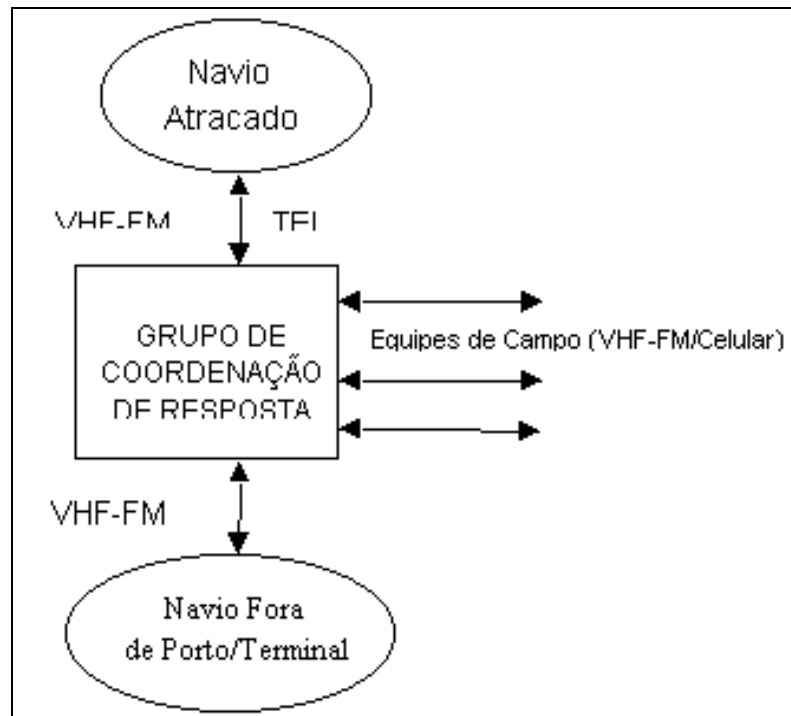 Navio
Atracado
VHF-FM TEL
GRUPO DE
COORDENAÇÃO
DE RESPOSTA
Equipes de Campo (VHF-FM/Celular)
VHF-FM
Navio Fora
de Porto/Terminal